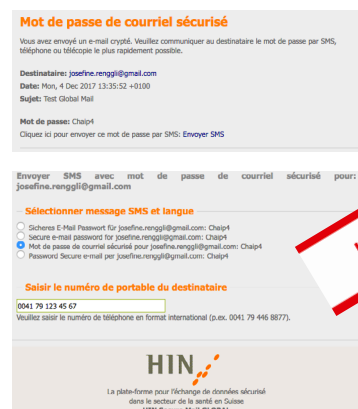 Mot de passe de courriel sécurisé
Vous avez envoyé un e-mail crypté. Veuillez communiquer au destinataire le mot de passe par SMS,
téléphone ou télécopie le plus rapidement possible.
Destinataire: josefine.renggli@gmail.com
Date: Mon, 4 Dec 2017 13:35:52 +0100
Sujet: Test Global Mail
Mot de passe: Chaip4
Cliquez ici pour envoyer ce mot de passe par SMS: Envoyer SMS
Envoyer SMS avec mot de passe de courriel sécurisé pour:
josefine.renggli@gmail.com
Sélectionner message SMS et langue
Sicheres E-Mail Passwort für josefine.renggli@gmail.com: Chaip4
Secure e-mail password for josefine.renggli@gmail.com: Chaip4
Mot de passe de courriel sécurisé pour josefine.renggli@gmail.com: Chaip4
Password Secure e-mail per josefine.renggli@gmail.com: Chaip4
Saisir le numéro de portable du destinataire
0041 79 123 45 67
Veuillez saisir le numéro de téléphone en format international (p.ex. 0041 79 446 8877).
HIN
La plate-forme pour l'échange de données sécurisé
dans le secteur de la santé en Suisse
HIN Secure Mail GLOBAL